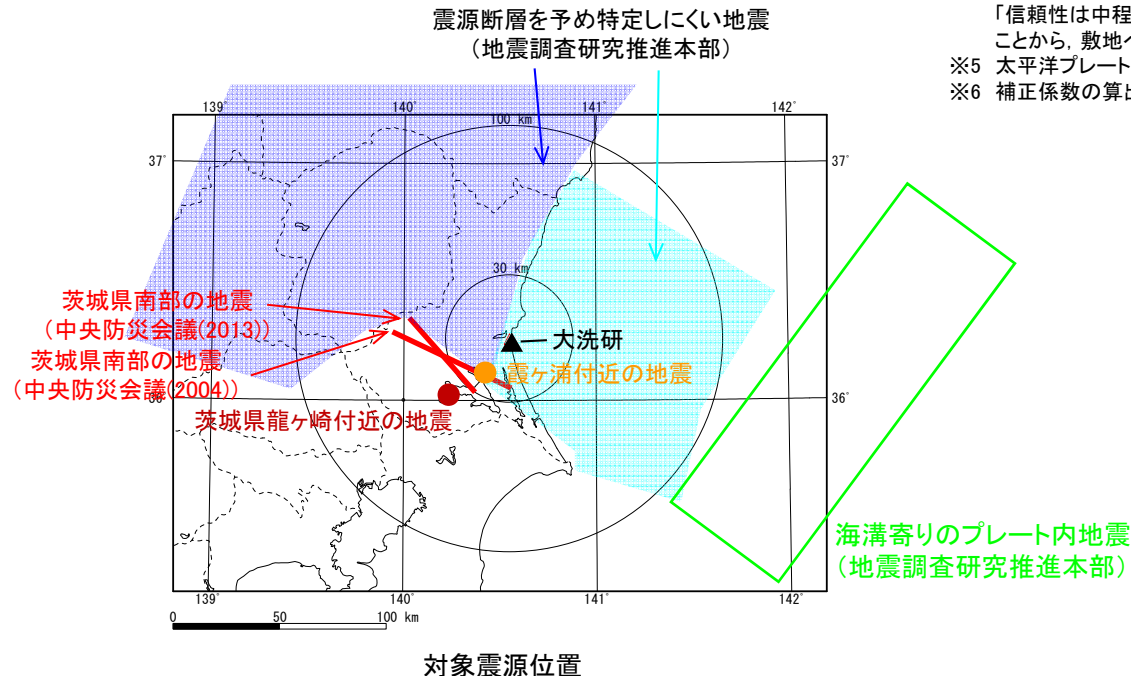 震源断層を予め特定しにくい地震
（地震調査研究推進本部）
「信頼性は中程
ことから，敷地へ
※5 太平洋プレート
※6 補正係数の算出
139°
140°
141°
142°
100 km
37°
37°
30 km
茨城県南部の地震
（中央防災会議(2013)）
大洗研
茨城県南部の地震
（中央防災会議(2004)）
霞ヶ浦付近の地震
36°
36°
茨城県龍ヶ崎付近の地震
海溝寄りのプレート内地震
（地震調査研究推進本部）
139°
140°
141°
142°
0
50
100 km
対象震源位置